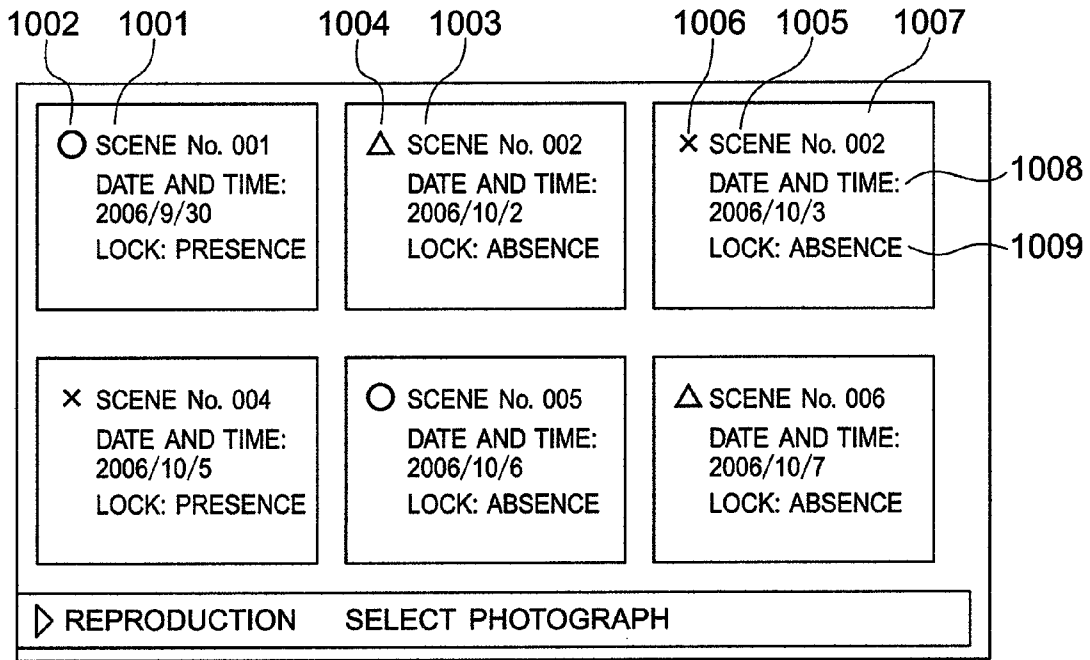 1002 1001 1004 1003 1006 1005 1007
○ SCENE No. 001
DATE AND TIME:
2006/9/30
LOCK: PRESENCE
△ SCENE No. 002
DATE AND TIME:
2006/10/2
LOCK: ABSENCE
× SCENE No. 002
DATE AND TIME:
2006/10/3
LOCK: ABSENCE
1008
1009
× SCENE No. 004
DATE AND TIME:
2006/10/5
LOCK: PRESENCE
○ SCENE No. 005
DATE AND TIME:
2006/10/6
LOCK: ABSENCE
△ SCENE No. 006
DATE AND TIME:
2006/10/7
LOCK: ABSENCE
▷ REPRODUCTION SELECT PHOTOGRAPH